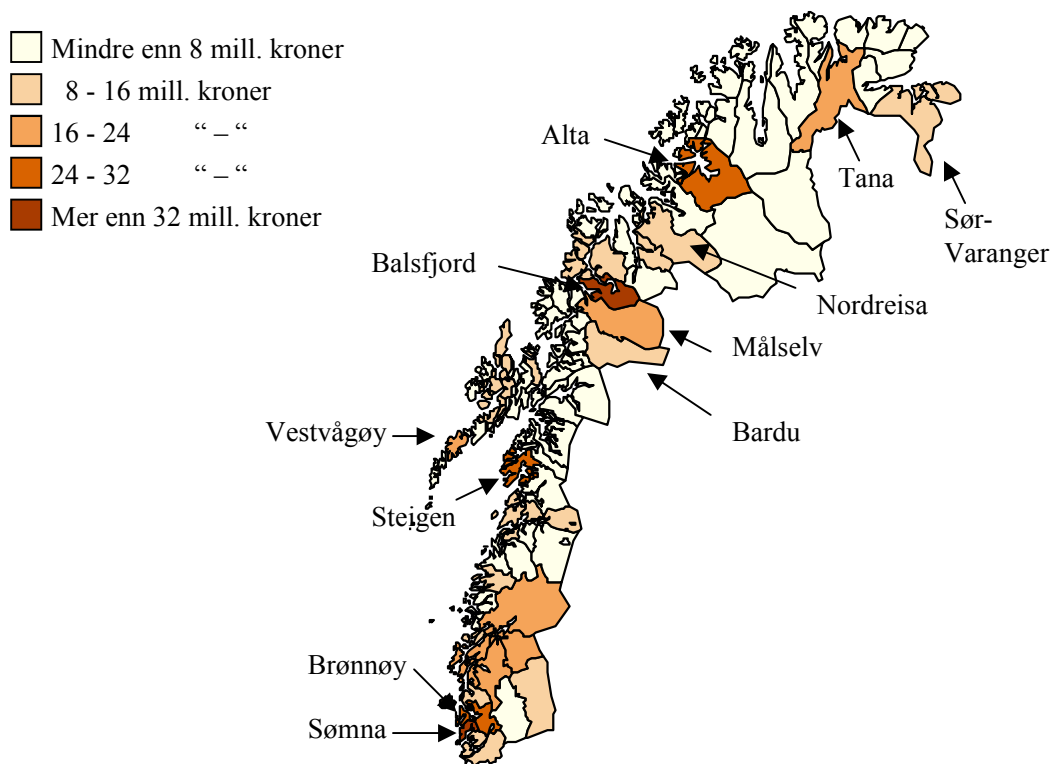 Mindre enn 8 mill. kroner
8 - 16 mill. kroner
16 - 24 “ – “
24 - 32 “ – “
Mer enn 32 mill. kroner
Alta
Tana
Sør-
Varanger
Balsfjord
Nordreisa
Målselv
Vestvågøy
Bardu
Steigen
Brønnøy
Sømna